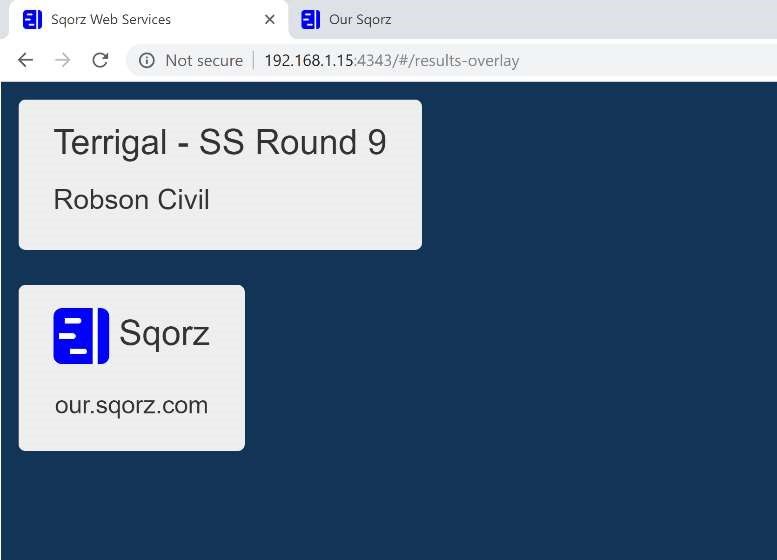 Sqorz Web Services
Our Sqorz
Not secure
192.168.1.15:4343/#/results-overlay
Terrigal - SS Round 9
Robson Civil
Sqorz
our.sqorz.com